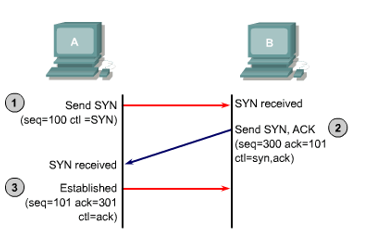 A
B
1
Send SYN
(seq=100 ctl =SYN)
SYN received
Send SYN, ACK
2
(seq=300 ack=101
ctl=syn,ack)
SYN received
3
Established
(seq=101 ack=301
ctl=ack)